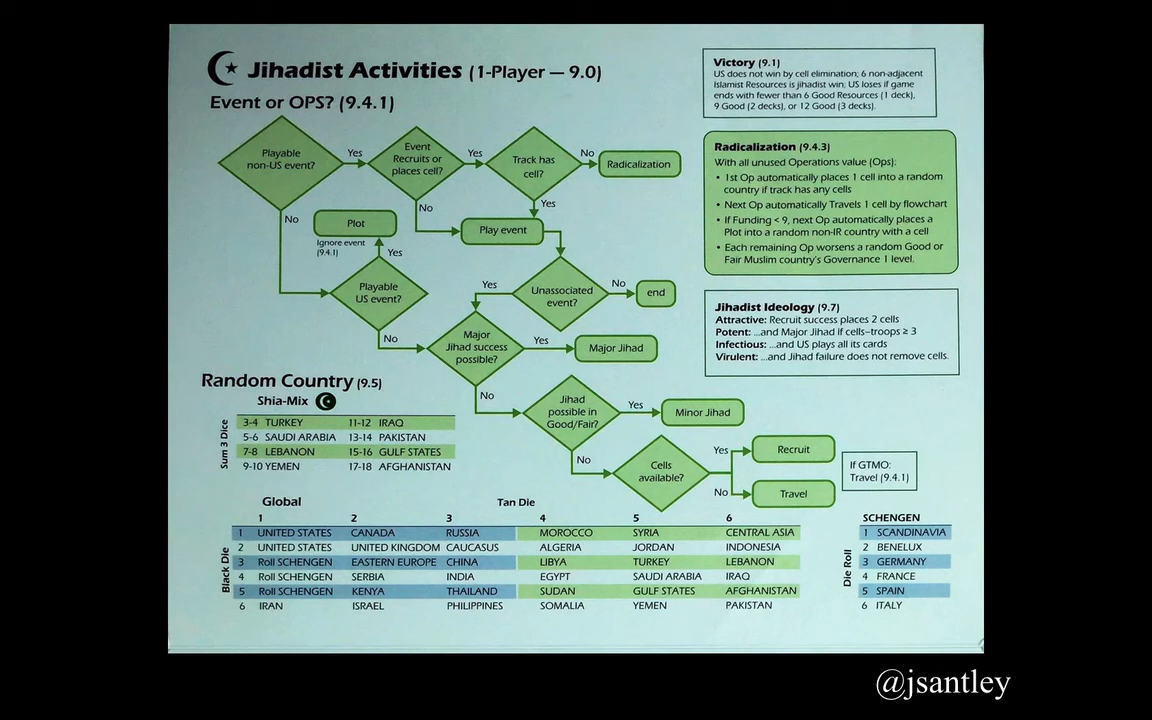 Jihadist Activities (1-Player — 9.0)
Event or OPS? (9.4.1)
Playable
non-US event?
Yes
Event
Recruits or
places cell?
Yes
Track has
cell?
No
Radicalization
No
No
Yes
Plot
Ignore event
(9.4.1)
Yes
Play event
Playable
US event?
Yes
Unassociated
event?
No
end
No
Major
Jihad success
possible?
Yes
Major Jihad
No
Jihad
possible in
Good/Fair?
Yes
Minor Jihad
No
Cells
available?
Yes
Recruit
No
Travel
If GTMO:
Travel (9.4.1)
Victory (9.1)
US does not win by cell elimination; 6 non-adjacent
Islamist Resources is jihadist win; US loses if game
ends with fewer than 6 Good Resources (1 deck),
9 Good (2 decks), or 12 Good (3 decks).
Radicalization (9.4.3)
With all unused Operations value (Ops):
• 1st Op automatically places 1 cell into a random
country if track has any cells
• Next Op automatically Travels 1 cell by flowchart
• If Funding < 9, next Op automatically places a
Plot into a random non-IR country with a cell
• Each remaining Op worsens a random Good or
Fair Muslim country's Governance 1 level.
Jihadist Ideology (9.7)
Attractive: Recruit success places 2 cells
Potent: ...and Major Jihad if cells–troops ≥ 3
Infectious: ...and US plays all its cards
Virulent: ...and Jihad failure does not remove cells.
Random Country (9.5)
Shia-Mix
Sum 3 Dice
3-4 TURKEY 11-12 IRAQ
5-6 SAUDI ARABIA 13-14 PAKISTAN
7-8 LEBANON 15-16 GULF STATES
9-10 YEMEN 17-18 AFGHANISTAN
Global
Tan Die
1 2 3 4 5 6
Black Die
1 UNITED STATES CANADA RUSSIA MOROCCO SYRIA CENTRAL ASIA
2 UNITED STATES UNITED KINGDOM CAUCASUS ALGERIA JORDAN INDONESIA
3 Roll SCHENGEN EASTERN EUROPE CHINA LIBYA TURKEY LEBANON
4 Roll SCHENGEN SERBIA INDIA EGYPT SAUDI ARABIA IRAQ
5 Roll SCHENGEN KENYA THAILAND SUDAN GULF STATES AFGHANISTAN
6 IRAN ISRAEL PHILIPPINES SOMALIA YEMEN PAKISTAN
SCHENGEN
Die Roll
1 SCANDINAVIA
2 BENELUX
3 GERMANY
4 FRANCE
5 SPAIN
6 ITALY
@jsantley